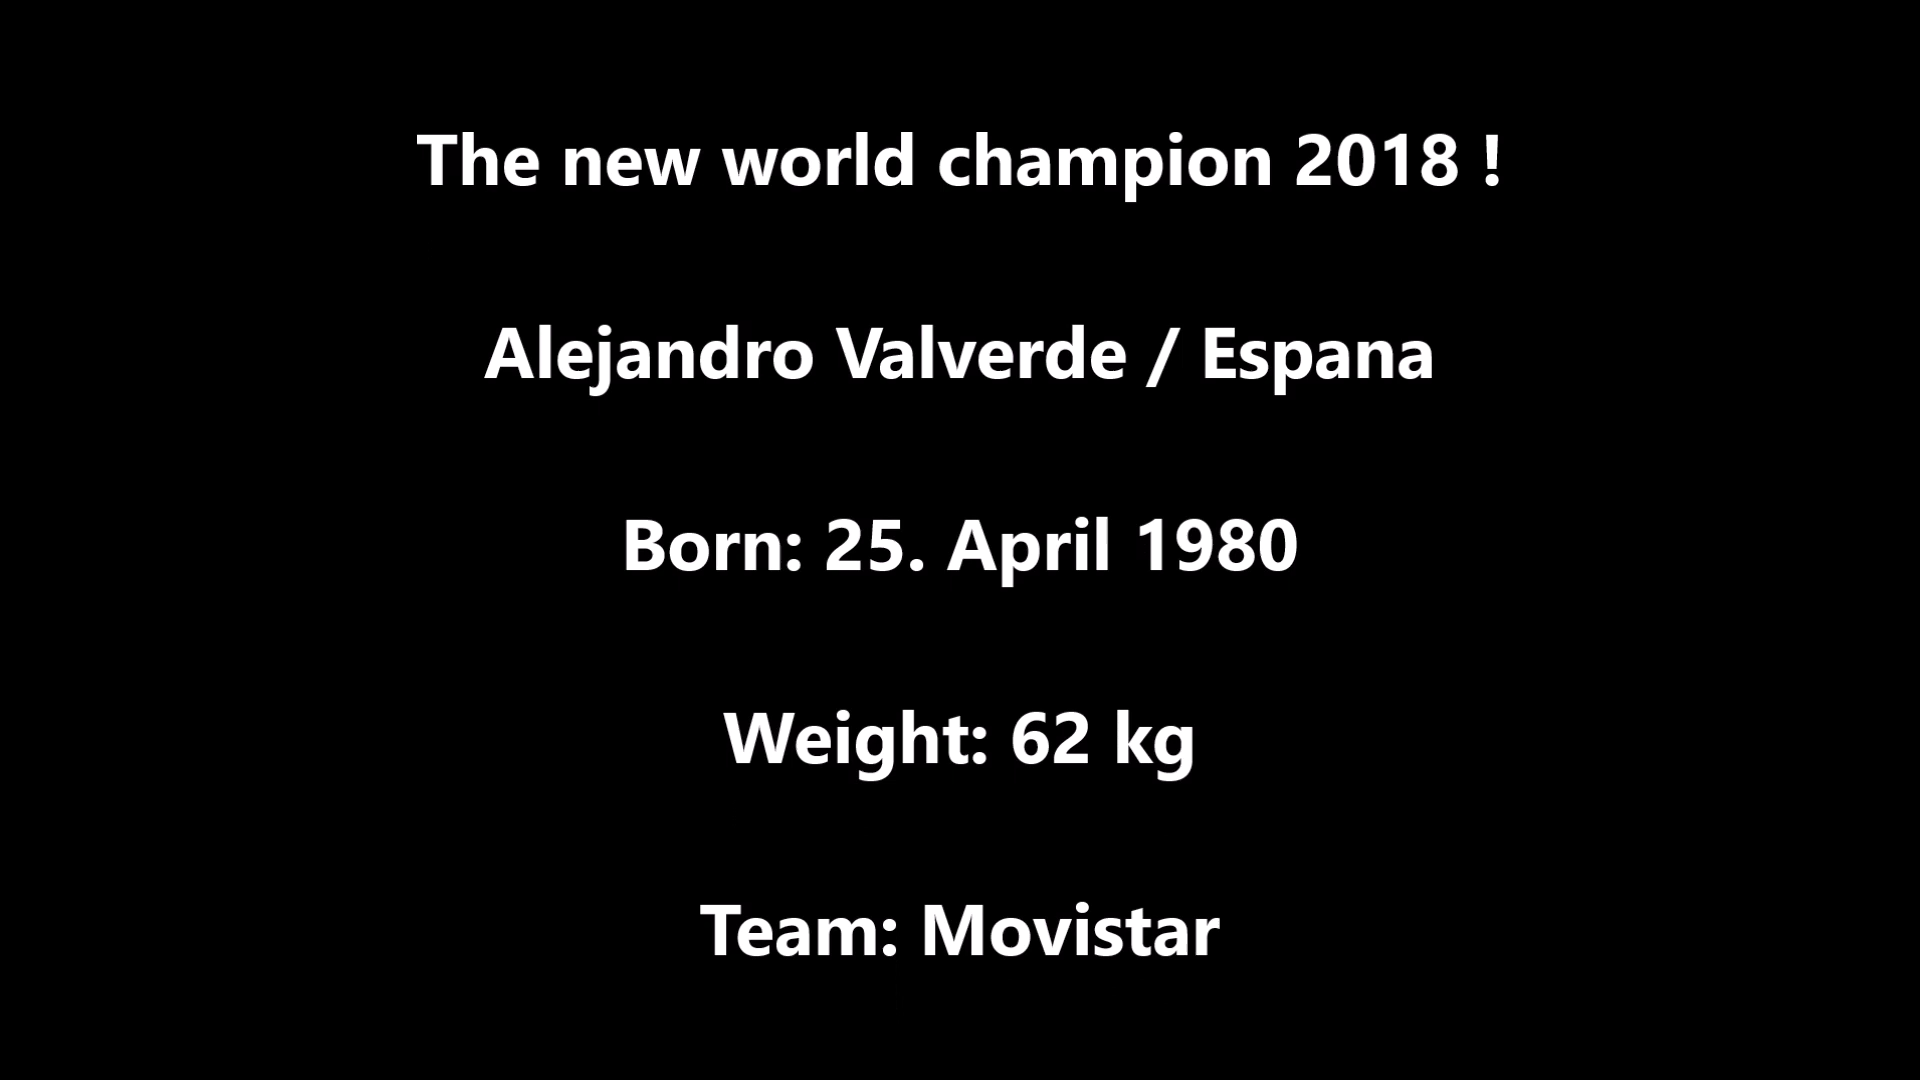 The new world champion 2018 !
Alejandro Valverde / Espana
Born: 25. April 1980
Weight: 62 kg
Team: Movistar